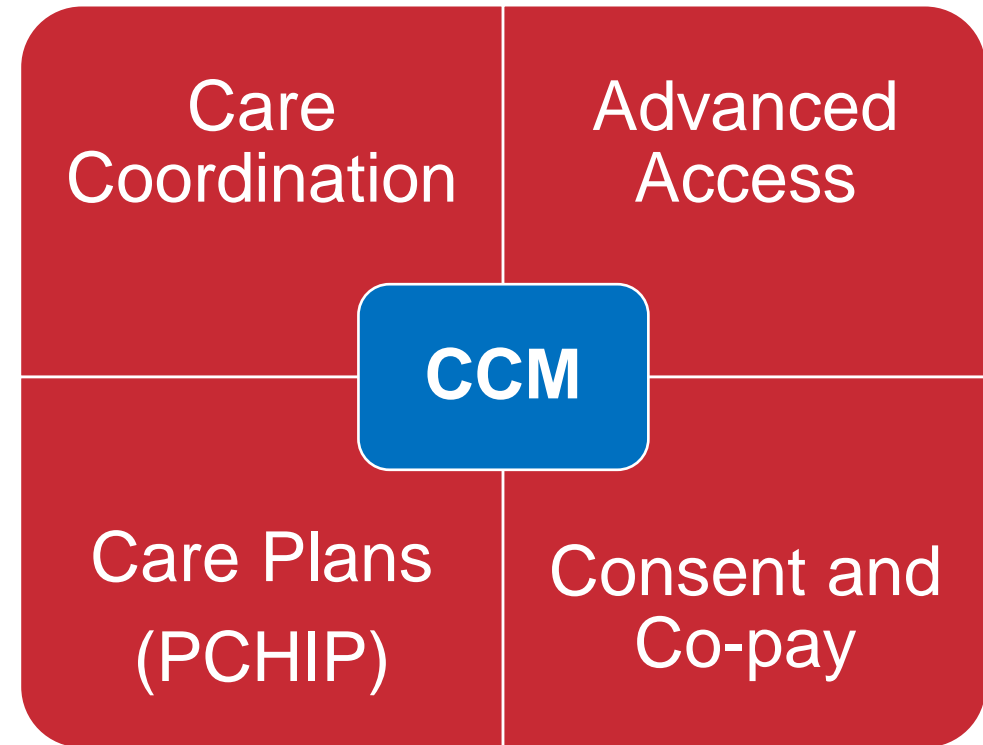 Care
Coordination
Advanced
Access
CCM
Care Plans
(PCHIP)
Consent and
Co-pay